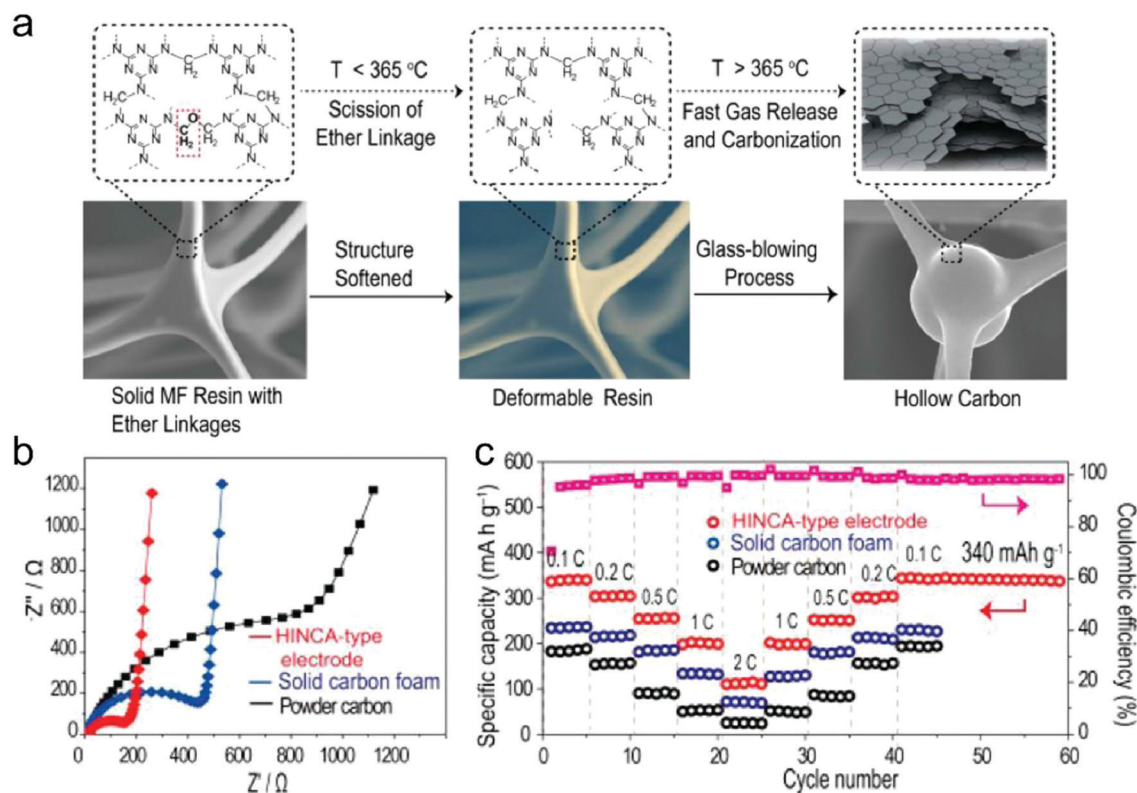 a
T < 365 °C
Scission of
Ether Linkage
T > 365 °C
Fast Gas Release
and Carbonization
Structure
Softened
Glass-blowing
Process
Solid MF Resin with
Ether Linkages
Deformable Resin
Hollow Carbon
b
-Z'' / Ω
1200
1000
800
600
400
200
0
HINCA-type
electrode
Solid carbon foam
Powder carbon
0 200 400 600 800 1000 1200 1400
Z' / Ω
c
Specific capacity (mA h g⁻¹)
600
500
400
300
200
100
0
HINCA-type electrode
Solid carbon foam
Powder carbon
0.1 C
0.2 C
0.5 C
1 C
2 C
1 C
0.5 C
0.2 C
0.1 C
340 mAh g⁻¹
100
80
60
40
20
0
Coulombic efficiency (%)
0 10 20 30 40 50 60
Cycle number